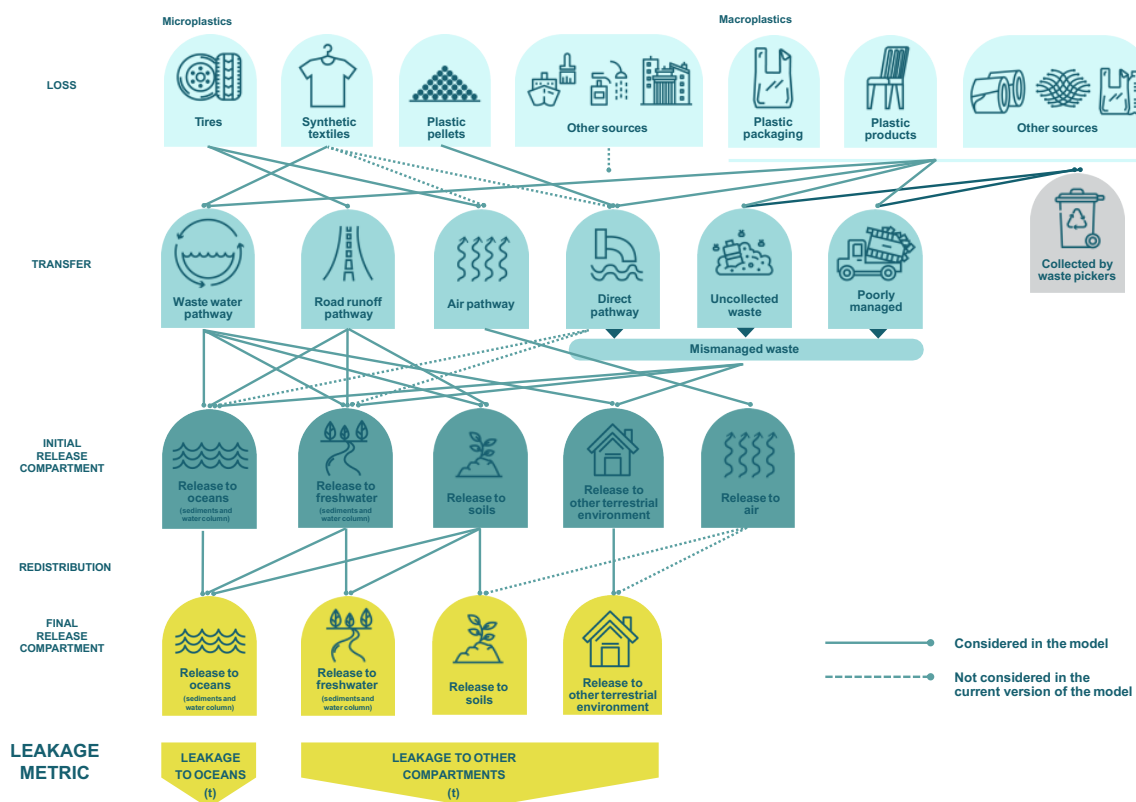 Microplastics
Macroplastics
LOSS
Tires
Synthetic
textiles
Plastic
pellets
Other sources
Plastic
packaging
Plastic
products
Other sources
TRANSFER
Waste water
pathway
Road runoff
pathway
Air pathway
Direct
pathway
Uncollected
waste
Poorly
managed
Collected by
waste pickers
Mismanaged waste
INITIAL
RELEASE
COMPARTMENT
Release to
oceans
(sediments and
water column)
Release to
freshwater
(sediments and
water column)
Release to
soils
Release to
other terrestrial
environment
Release to
air
REDISTRIBUTION
FINAL
RELEASE
COMPARTMENT
Release to
oceans
(sediments and
water column)
Release to
freshwater
(sediments and
water column)
Release to
soils
Release to
other terrestrial
environment
Considered in the model
Not considered in the
current version of the model
LEAKAGE
METRIC
LEAKAGE
TO OCEANS
(t)
LEAKAGE TO OTHER
COMPARTMENTS
(t)